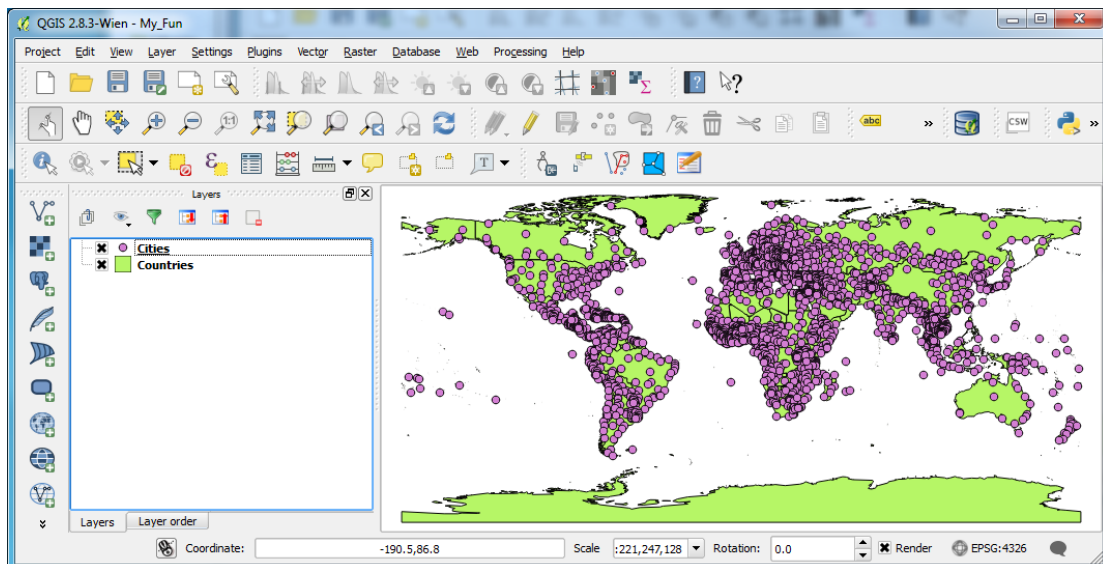 QGIS 2.8.3-Wien - My_Fun
Project Edit View Layer Settings Plugins Vector Raster Database Web Processing Help
Σ ? ?
1:1 abc » » CSW
ε T
Layers
Cities
Countries
»
Layers Layer order
Coordinate: -190.5,86.8 Scale :221,247,128 Rotation: 0.0 Render EPSG:4326